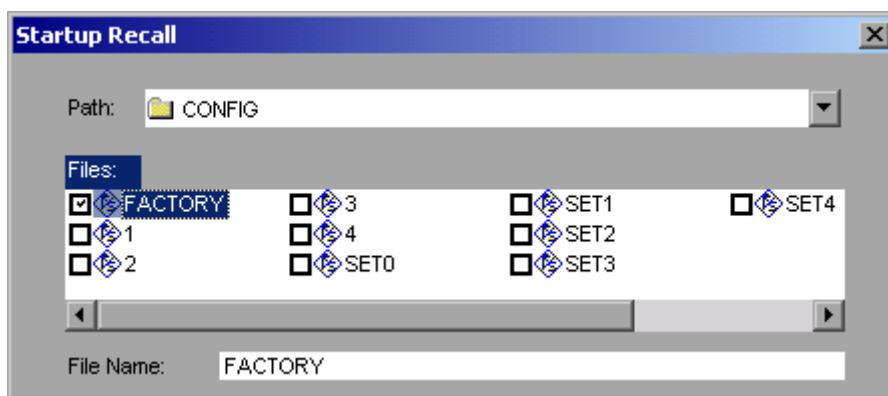 Startup Recall
Path: CONFIG
Files:
FACTORY 3 SET1 SET4
1 4 SET2
2 SET0 SET3
File Name: FACTORY